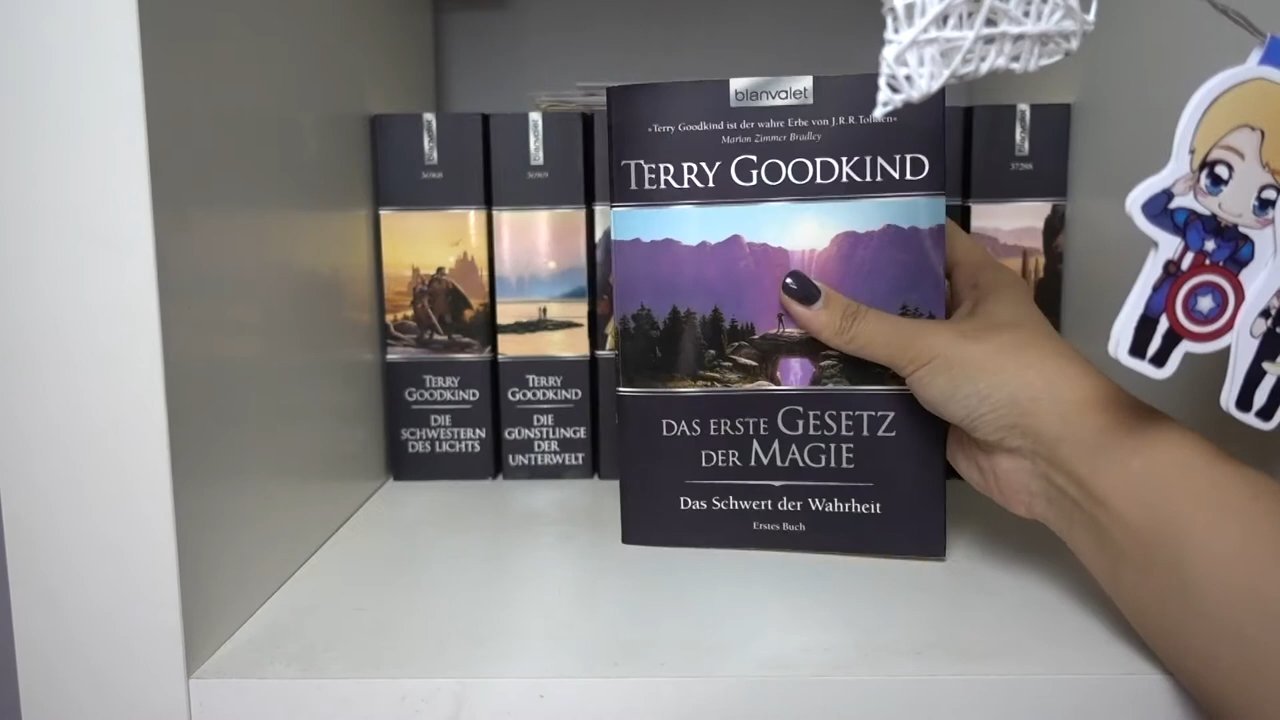 blanvalet
»Terry Goodkind ist der wahre Erbe von J.R.R. Tolkien«
Marion Zimmer Bradley
TERRY GOODKIND
DAS ERSTE GESETZ
DER MAGIE
Das Schwert der Wahrheit
Erstes Buch
blanvalet
TERRY
GOODKIND
DIE
SCHWESTERN
DES LICHTS
blanvalet
TERRY
GOODKIND
DIE
GÜNSTLINGE
DER
UNTERWELT
blanvalet